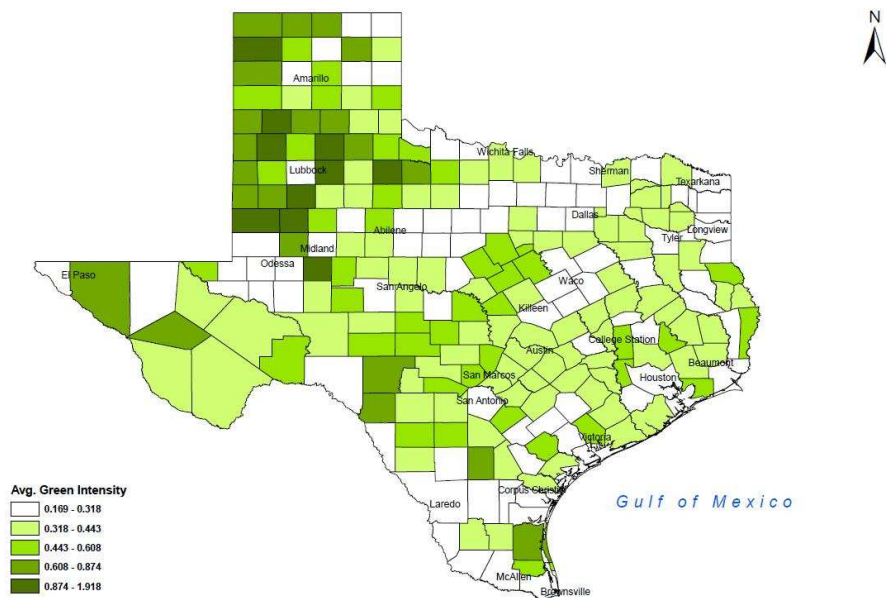 N
Amarillo
Lubbock
Wichita Falls
Sherman
Texarkana
Dallas
Abilene
Tyler
Longview
Midland
Odessa
El Paso
San Angelo
Waco
Killeen
College Station
Austin
Beaumont
San Marcos
Houston
San Antonio
Victoria
Corpus Christi
Laredo
Gulf of Mexico
McAllen
Brownsville
Avg. Green Intensity
0.169 - 0.318
0.318 - 0.443
0.443 - 0.608
0.608 - 0.874
0.874 - 1.918